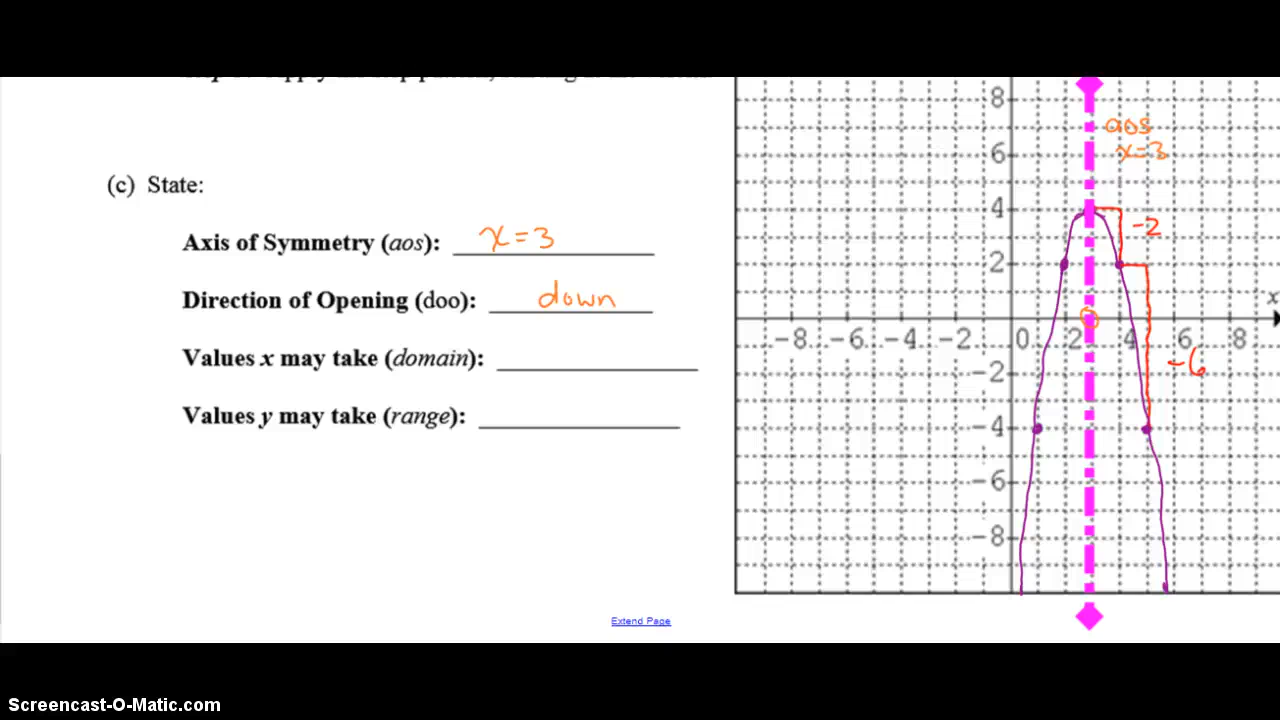 (c) State:
Axis of Symmetry (aos): x=3
Direction of Opening (doo): down
Values x may take (domain):
Values y may take (range):
Extend Page
8
6
4
2
-8 -6 -4 -2 0 2 4 6 8
x
-2
-4
-6
-8
aos
x=3
-2
-6
Screencast-O-Matic.com